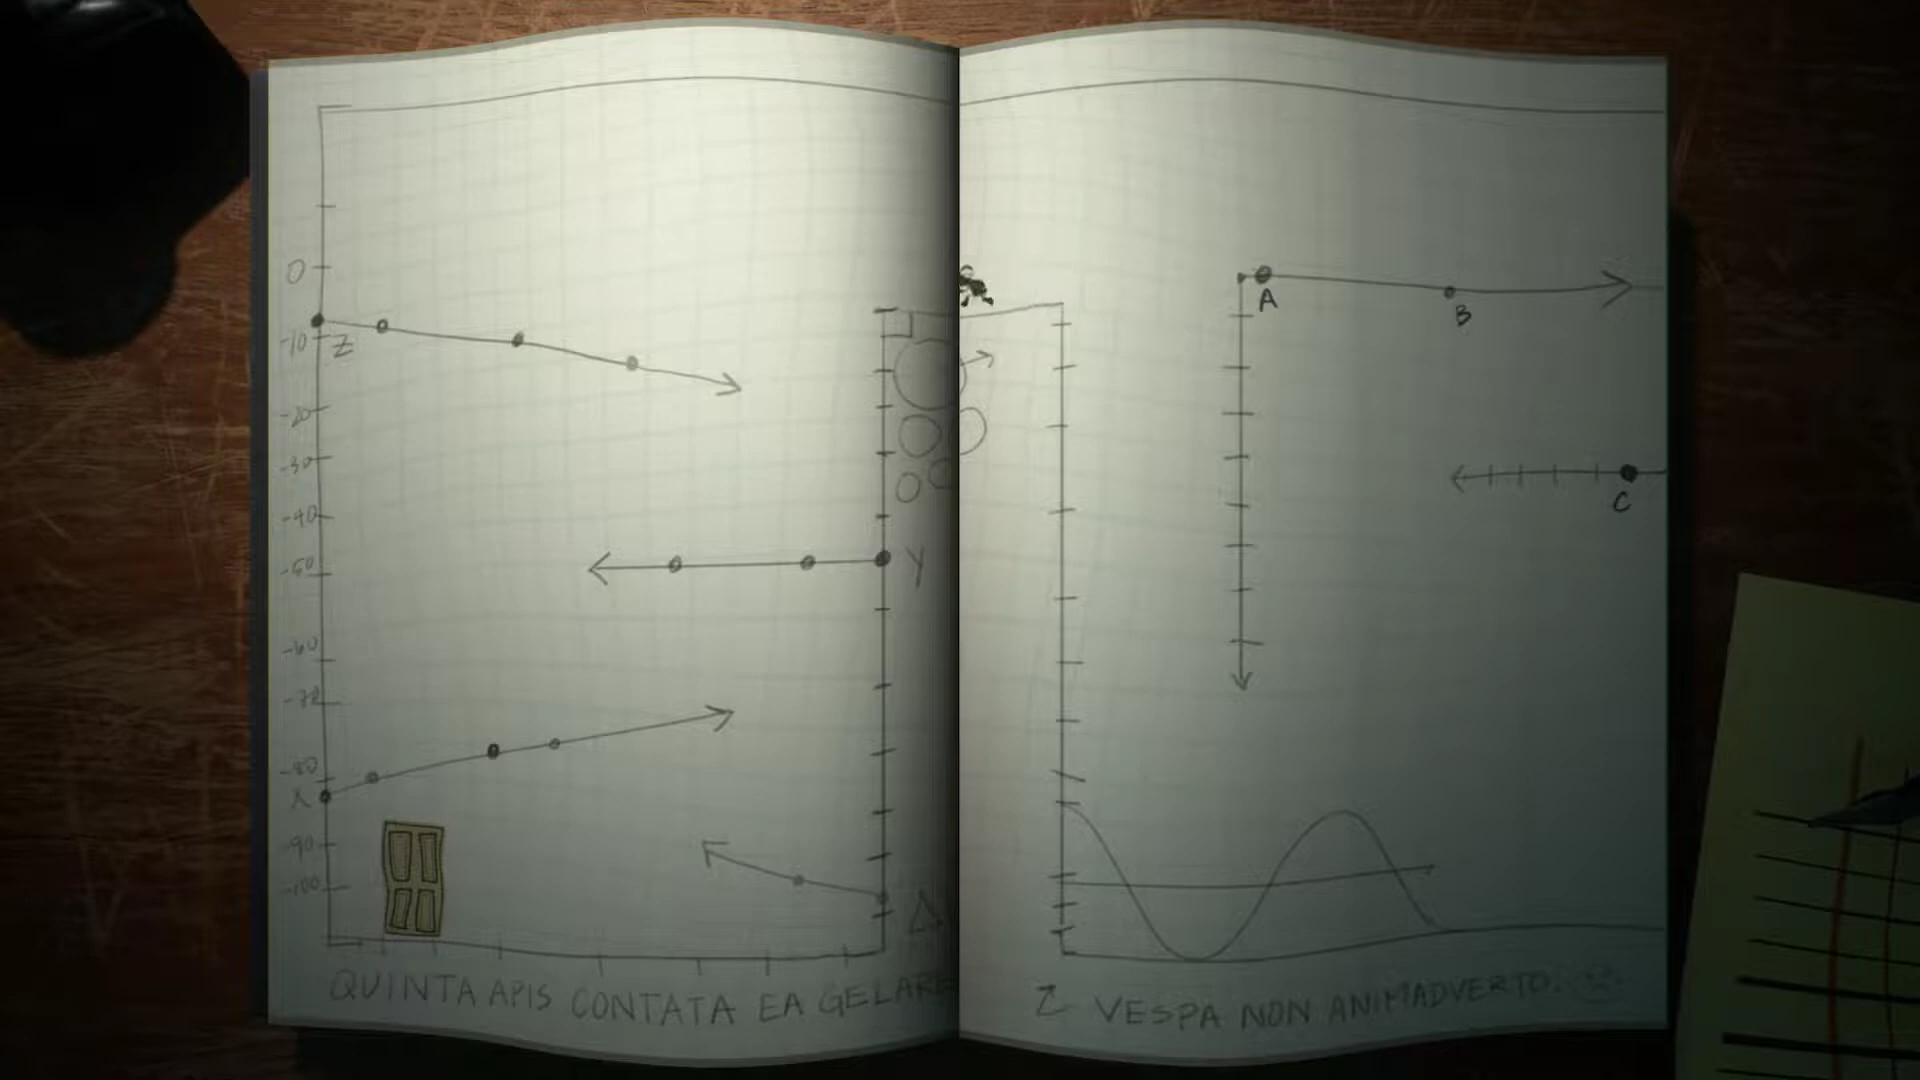 0
-10
Z
-20
-30
-40
-50
Y
-60
-70
-80
X
-90
-100
Δ
QUINTA APIS CONTATA EA GELARE
A
B
C
Z VESPA NON ANIMADVERTO.